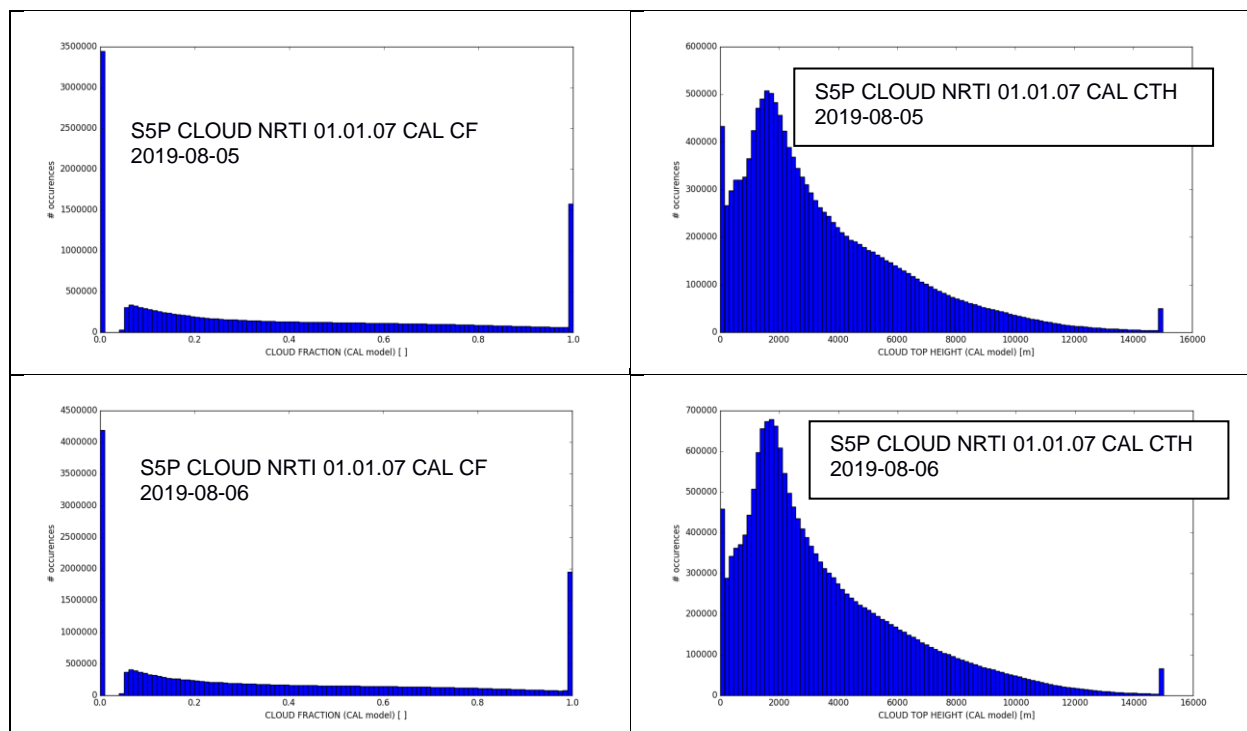 3500000
3000000
2500000
2000000
1500000
1000000
500000
0
# occurences
S5P CLOUD NRTI 01.01.07 CAL CF
2019-08-05
0.0 0.2 0.4 0.6 0.8 1.0
CLOUD FRACTION (CAL model) [ ]
600000
500000
400000
300000
200000
100000
0
# occurences
S5P CLOUD NRTI 01.01.07 CAL CTH
2019-08-05
0 2000 4000 6000 8000 10000 12000 14000 16000
CLOUD TOP HEIGHT (CAL model) [m]
4500000
4000000
3500000
3000000
2500000
2000000
1500000
1000000
500000
0
# occurences
S5P CLOUD NRTI 01.01.07 CAL CF
2019-08-06
0.0 0.2 0.4 0.6 0.8 1.0
CLOUD FRACTION (CAL model) [ ]
700000
600000
500000
400000
300000
200000
100000
0
# occurences
S5P CLOUD NRTI 01.01.07 CAL CTH
2019-08-06
0 2000 4000 6000 8000 10000 12000 14000 16000
CLOUD TOP HEIGHT (CAL model) [m]